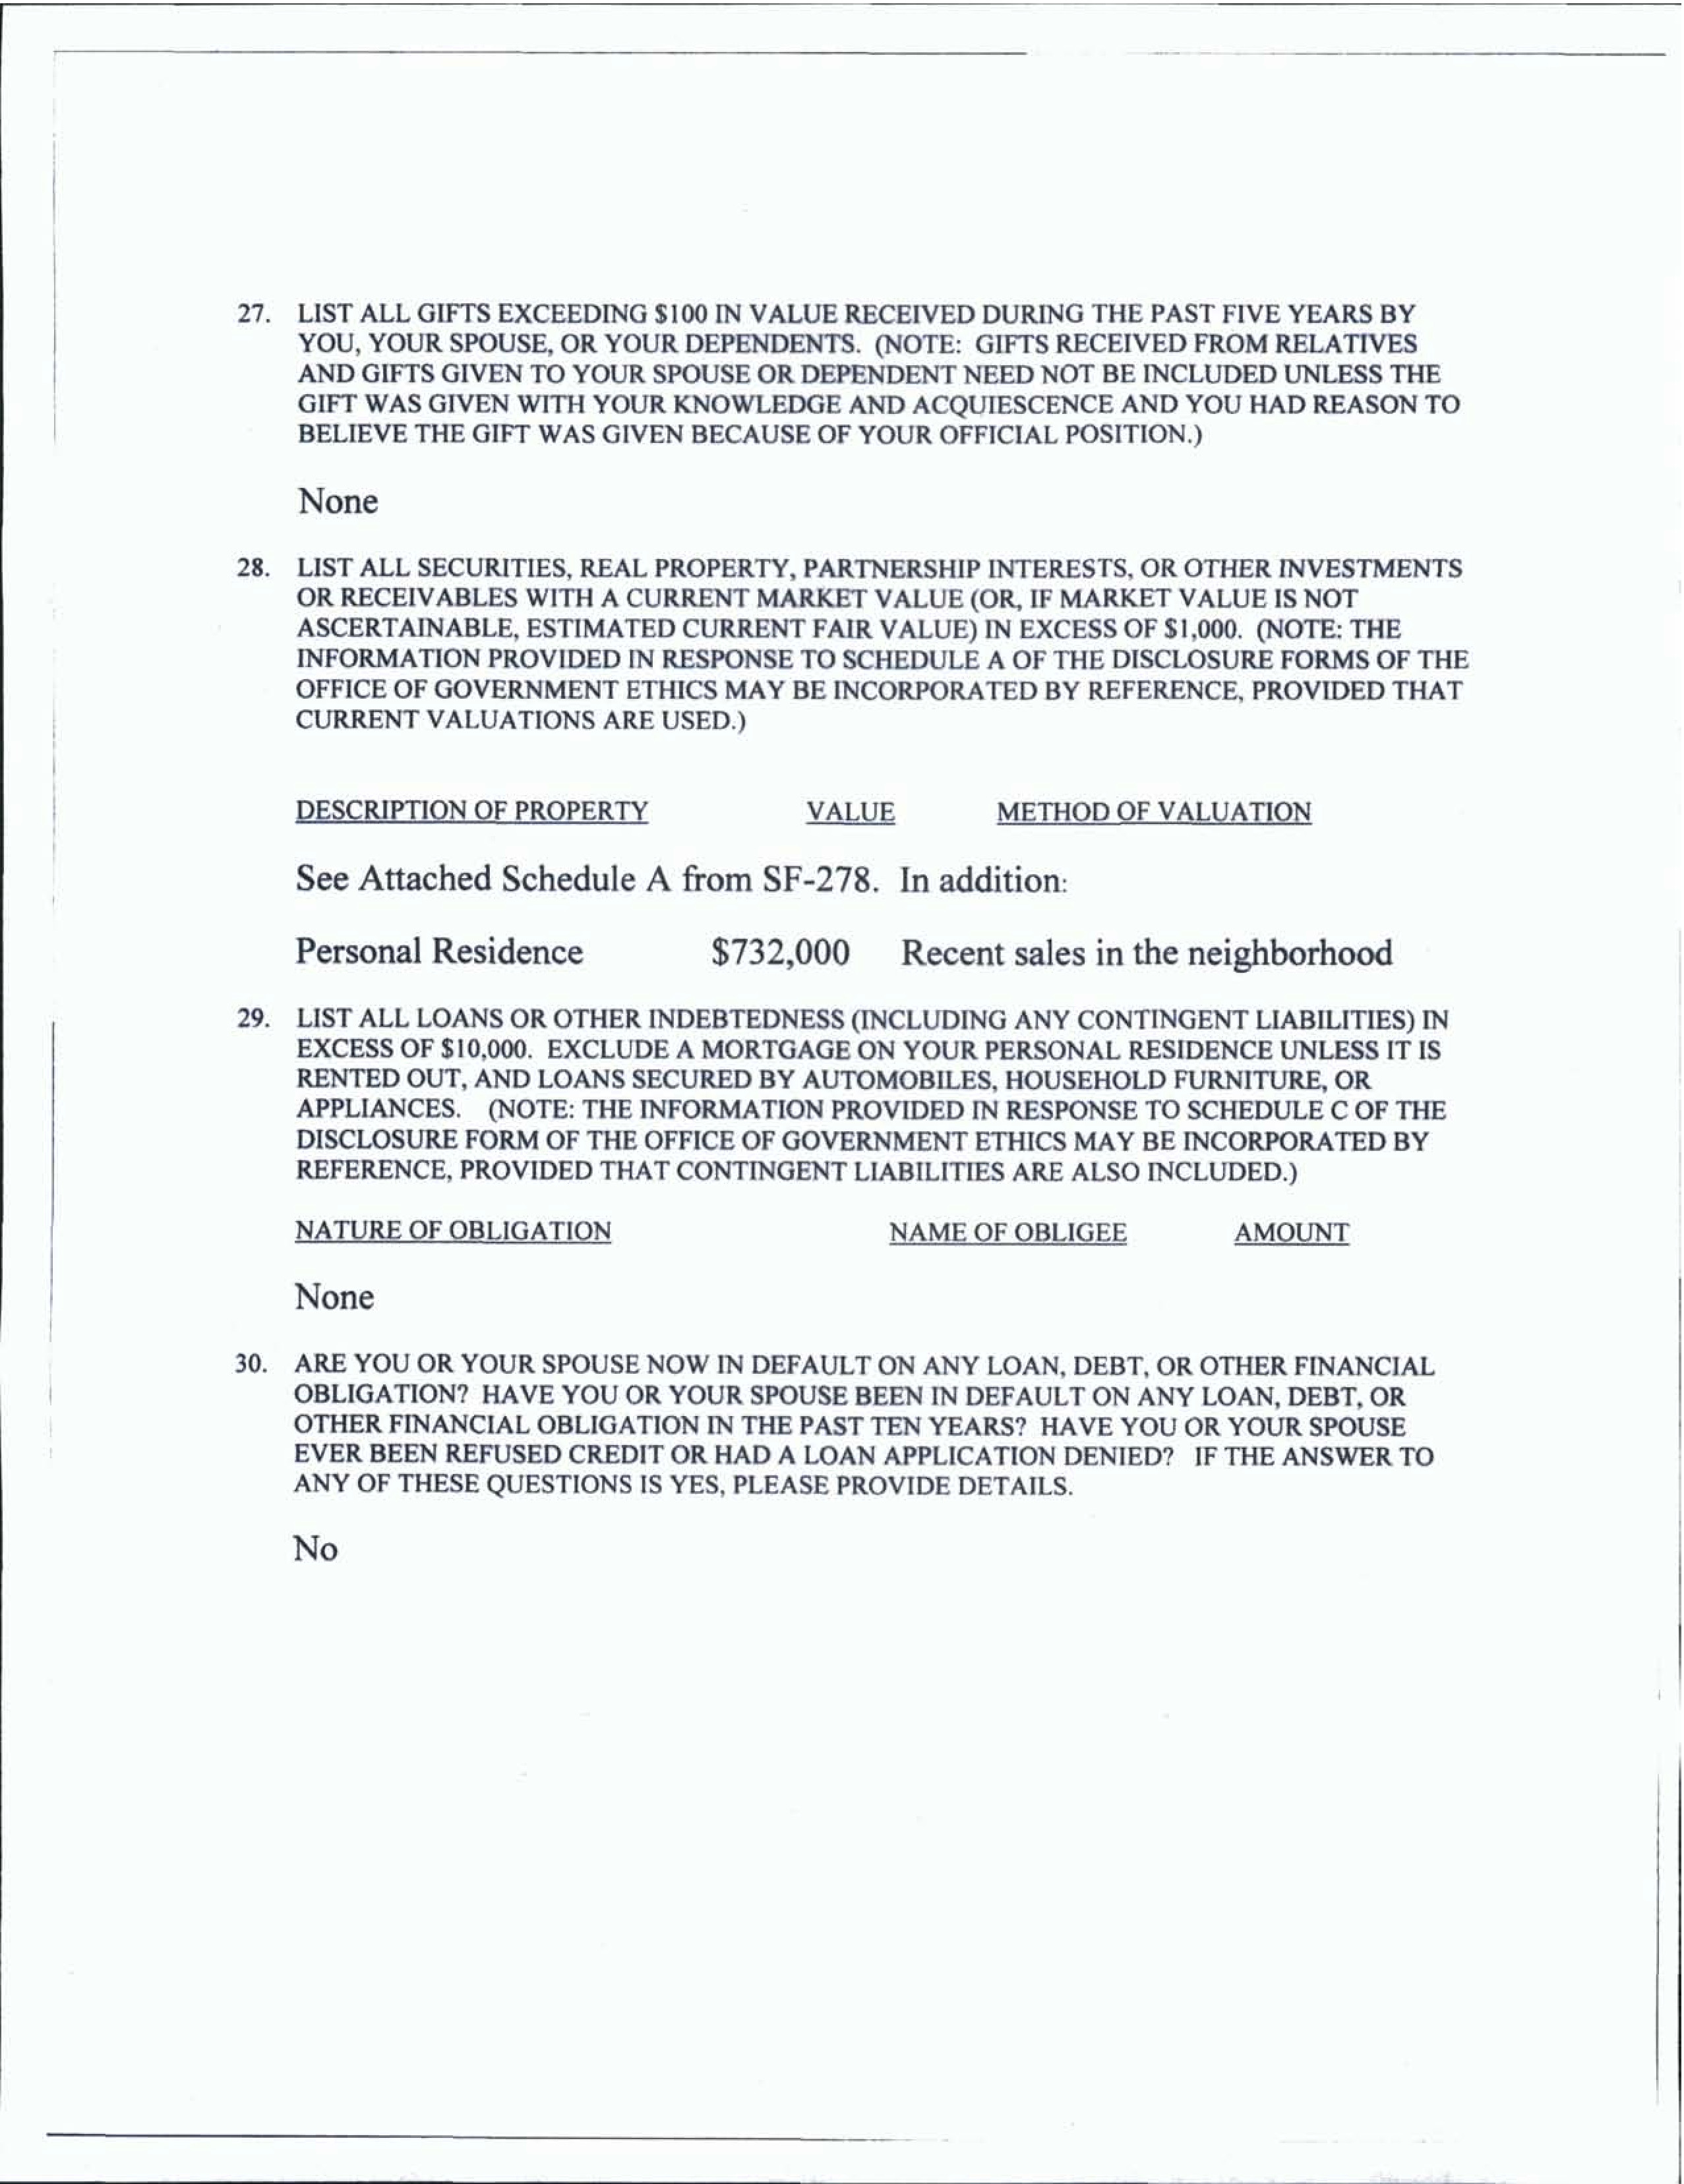 27. LIST ALL GIFTS EXCEEDING $100 IN VALUE RECEIVED DURING THE PAST FIVE YEARS BY
YOU, YOUR SPOUSE, OR YOUR DEPENDENTS. (NOTE: GIFTS RECEIVED FROM RELATIVES
AND GIFTS GIVEN TO YOUR SPOUSE OR DEPENDENT NEED NOT BE INCLUDED UNLESS THE
GIFT WAS GIVEN WITH YOUR KNOWLEDGE AND ACQUIESCENCE AND YOU HAD REASON TO
BELIEVE THE GIFT WAS GIVEN BECAUSE OF YOUR OFFICIAL POSITION.)
None
28. LIST ALL SECURITIES, REAL PROPERTY, PARTNERSHIP INTERESTS, OR OTHER INVESTMENTS
OR RECEIVABLES WITH A CURRENT MARKET VALUE (OR, IF MARKET VALUE IS NOT
ASCERTAINABLE, ESTIMATED CURRENT FAIR VALUE) IN EXCESS OF $1,000. (NOTE: THE
INFORMATION PROVIDED IN RESPONSE TO SCHEDULE A OF THE DISCLOSURE FORMS OF THE
OFFICE OF GOVERNMENT ETHICS MAY BE INCORPORATED BY REFERENCE, PROVIDED THAT
CURRENT VALUATIONS ARE USED.)
DESCRIPTION OF PROPERTY VALUE METHOD OF VALUATION
See Attached Schedule A from SF-278. In addition:
Personal Residence $732,000 Recent sales in the neighborhood
29. LIST ALL LOANS OR OTHER INDEBTEDNESS (INCLUDING ANY CONTINGENT LIABILITIES) IN
EXCESS OF $10,000. EXCLUDE A MORTGAGE ON YOUR PERSONAL RESIDENCE UNLESS IT IS
RENTED OUT, AND LOANS SECURED BY AUTOMOBILES, HOUSEHOLD FURNITURE, OR
APPLIANCES. (NOTE: THE INFORMATION PROVIDED IN RESPONSE TO SCHEDULE C OF THE
DISCLOSURE FORM OF THE OFFICE OF GOVERNMENT ETHICS MAY BE INCORPORATED BY
REFERENCE, PROVIDED THAT CONTINGENT LIABILITIES ARE ALSO INCLUDED.)
NATURE OF OBLIGATION NAME OF OBLIGEE AMOUNT
None
30. ARE YOU OR YOUR SPOUSE NOW IN DEFAULT ON ANY LOAN, DEBT, OR OTHER FINANCIAL
OBLIGATION? HAVE YOU OR YOUR SPOUSE BEEN IN DEFAULT ON ANY LOAN, DEBT, OR
OTHER FINANCIAL OBLIGATION IN THE PAST TEN YEARS? HAVE YOU OR YOUR SPOUSE
EVER BEEN REFUSED CREDIT OR HAD A LOAN APPLICATION DENIED? IF THE ANSWER TO
ANY OF THESE QUESTIONS IS YES, PLEASE PROVIDE DETAILS.
No